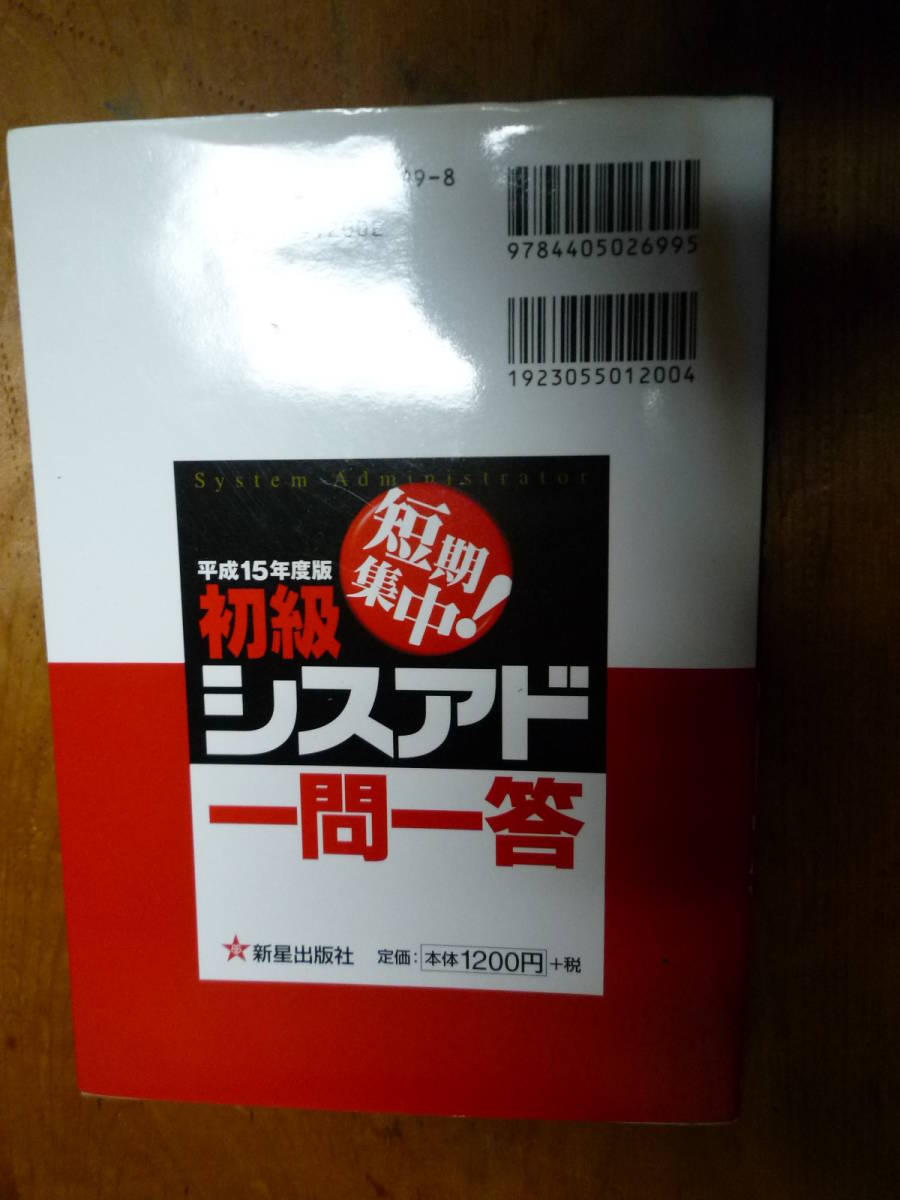 9-8
9784405026995
1923055012004
System Administrator
短期
集中!
平成15年度版
初級
シスアド
一問一答
新星出版社 定価:本体1200円+税